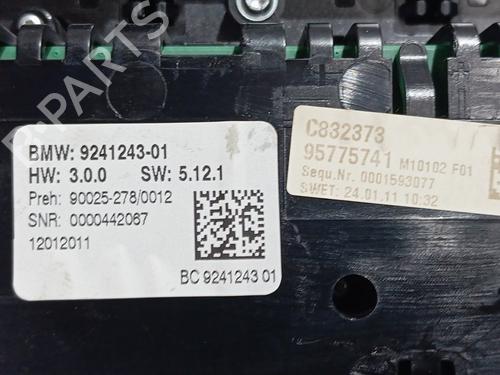 BMW: 9241243-01
HW: 3.0.0 SW: 5.12.1
Preh: 90025-278/0012
SNR: 0000442067
12012011
BC 9241243 01
C832373
95775741 M10102 F01
Sequ.Nr. 0001593077
SWET: 24.01.11 10:32